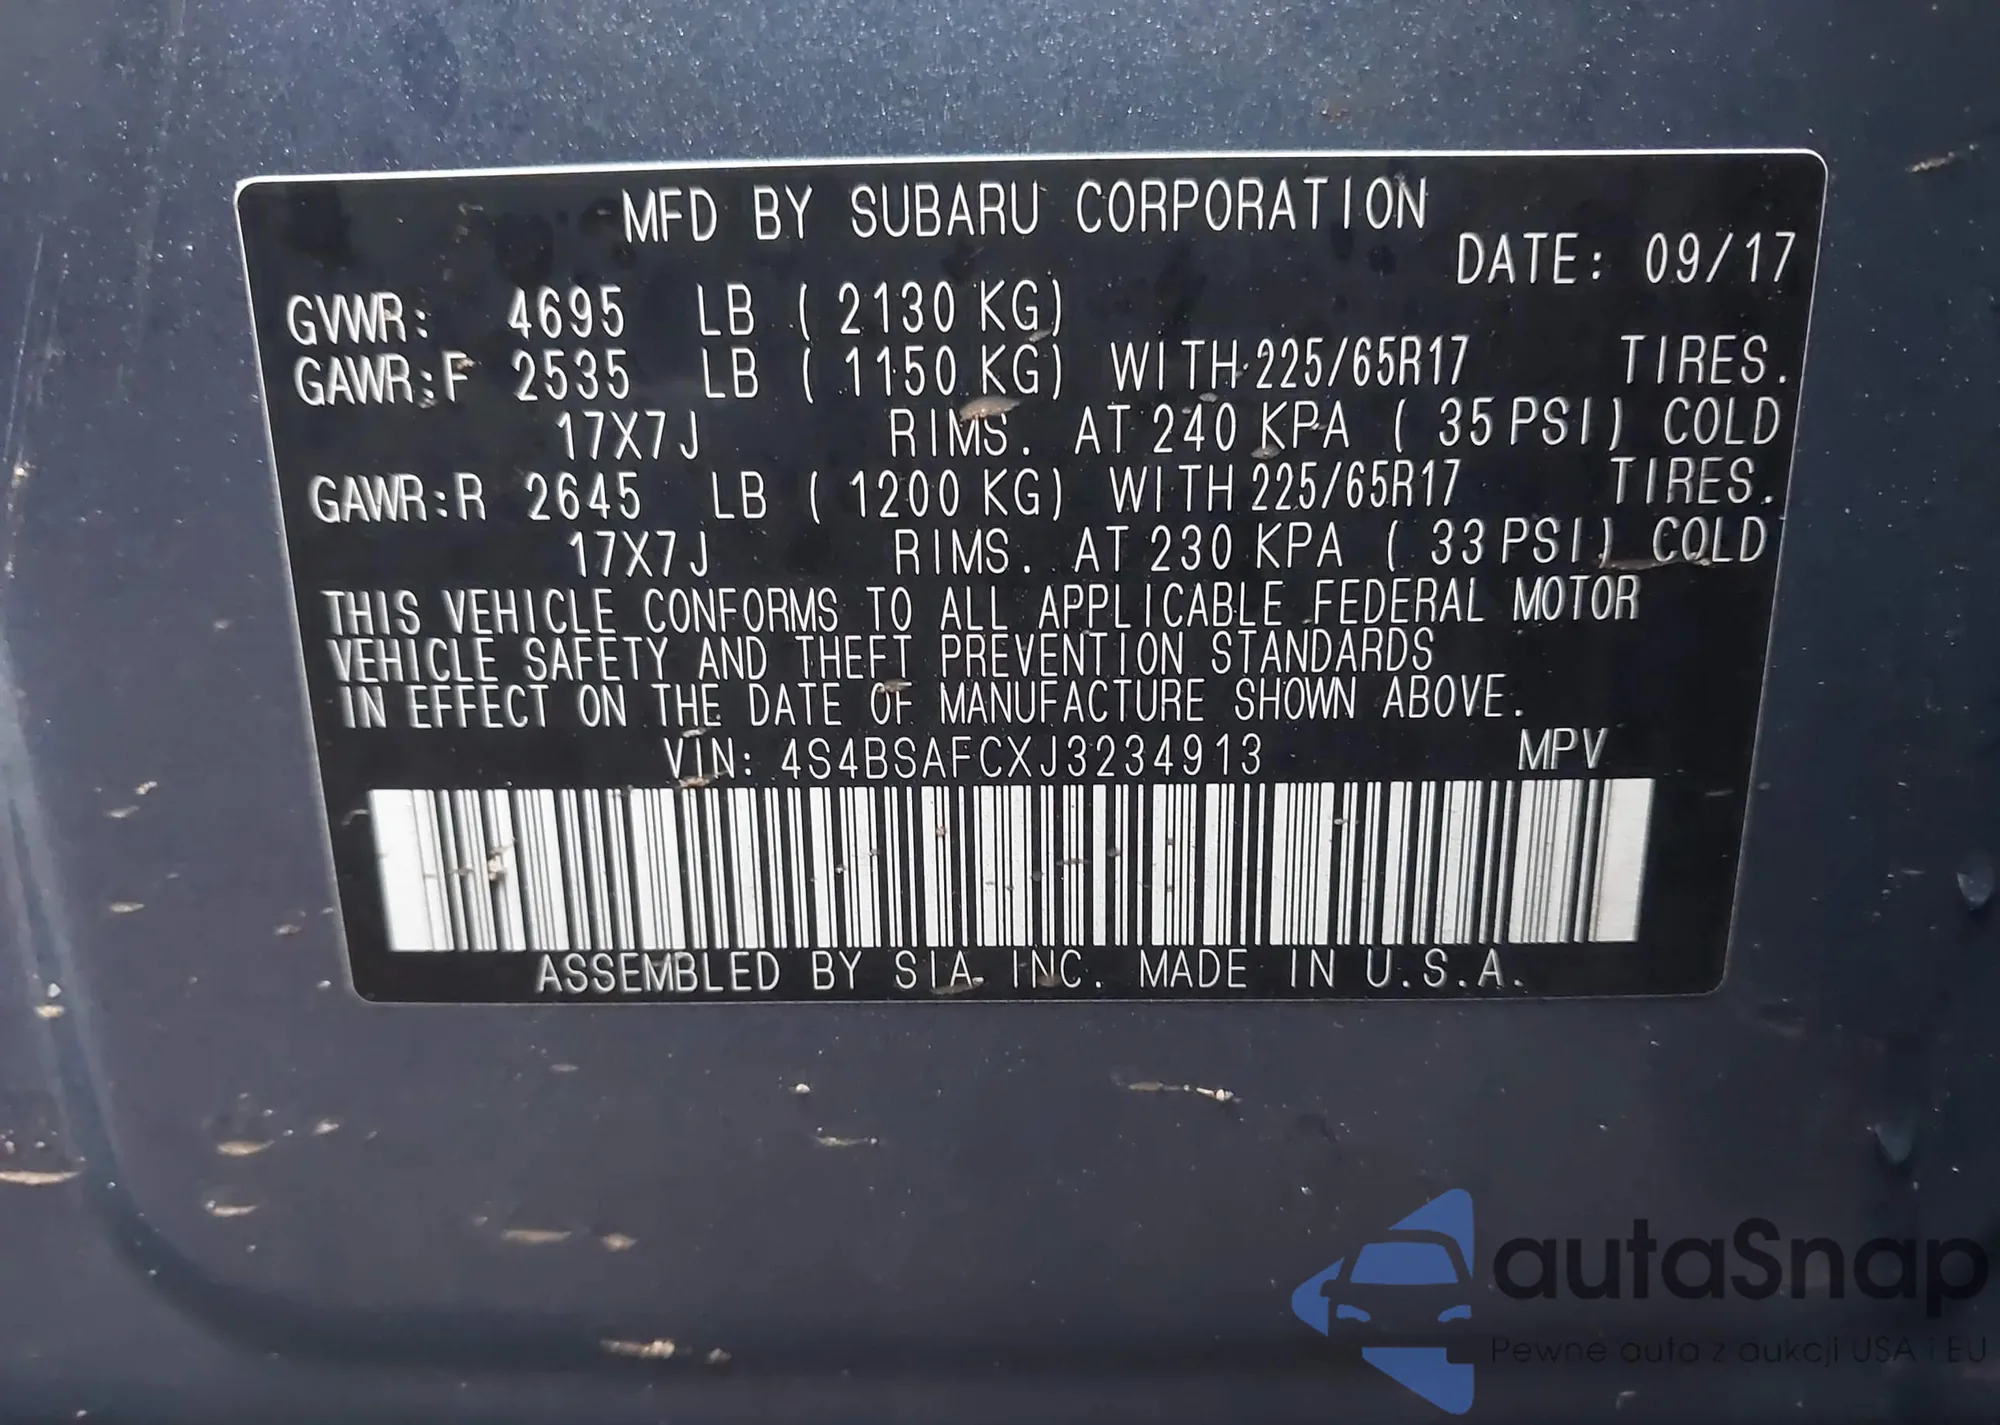 MFD BY SUBARU CORPORATION
DATE: 09/17
GVWR: 4695 LB ( 2130 KG)
GAWR:F 2535 LB ( 1150 KG) WITH 225/65R17 TIRES.
17X7J RIMS. AT 240 KPA ( 35 PSI) COLD
GAWR:R 2645 LB ( 1200 KG) WITH 225/65R17 TIRES.
17X7J RIMS. AT 230 KPA ( 33 PSI) COLD
THIS VEHICLE CONFORMS TO ALL APPLICABLE FEDERAL MOTOR
VEHICLE SAFETY AND THEFT PREVENTION STANDARDS
IN EFFECT ON THE DATE OF MANUFACTURE SHOWN ABOVE.
VIN: 4S4BSAFCXJ3234913 MPV
ASSEMBLED BY SIA INC. MADE IN U.S.A.
autaSnap
Pewne auta z aukcji USA i EU